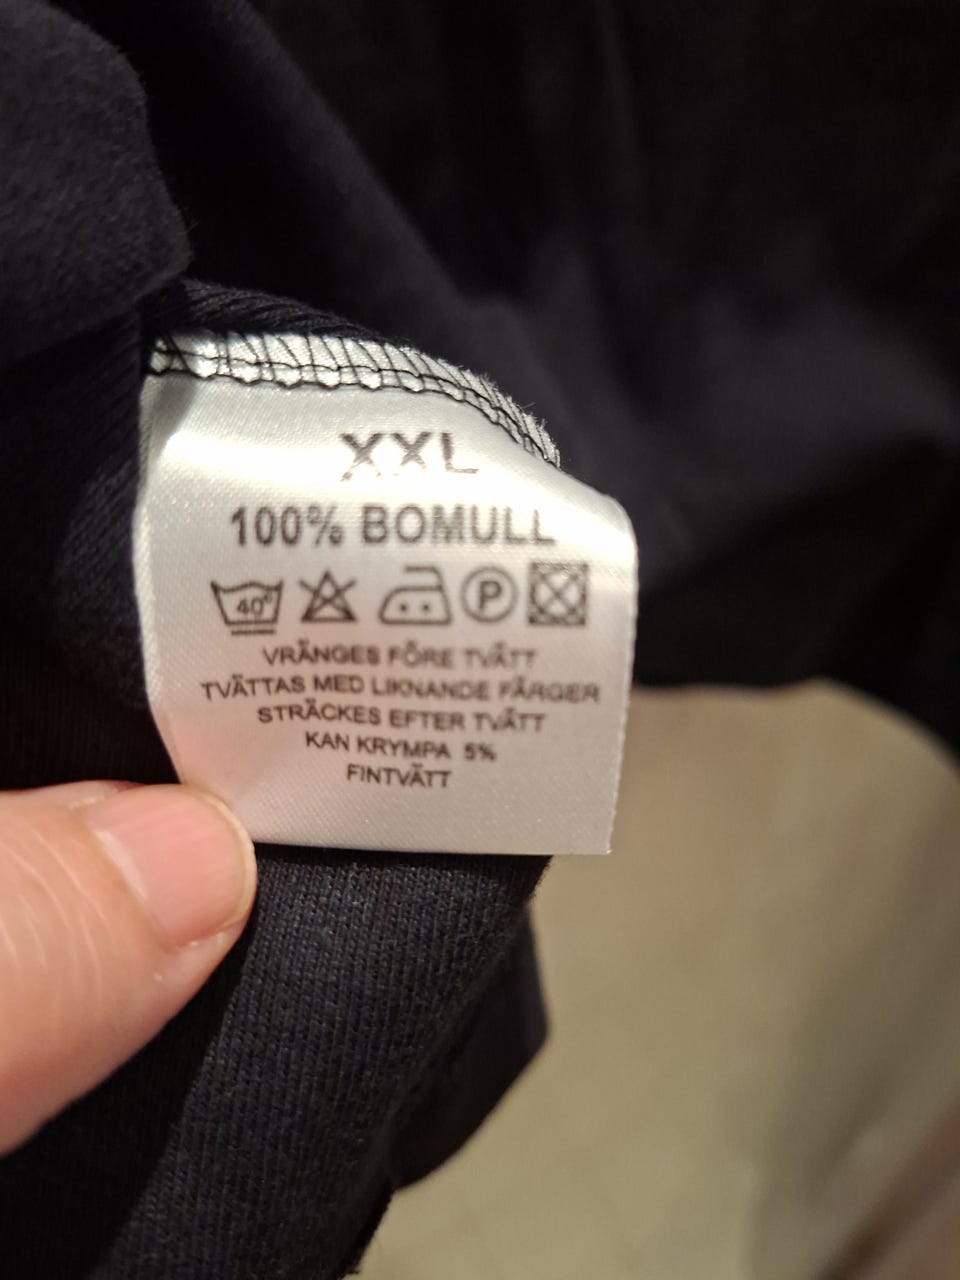 XXL
100% BOMULL
40° P
VRÄNGES FÖRE TVÄTT
TVÄTTAS MED LIKNANDE FÄRGER
STRÄCKES EFTER TVÄTT
KAN KRYMPA 5%
FINTVÄTT